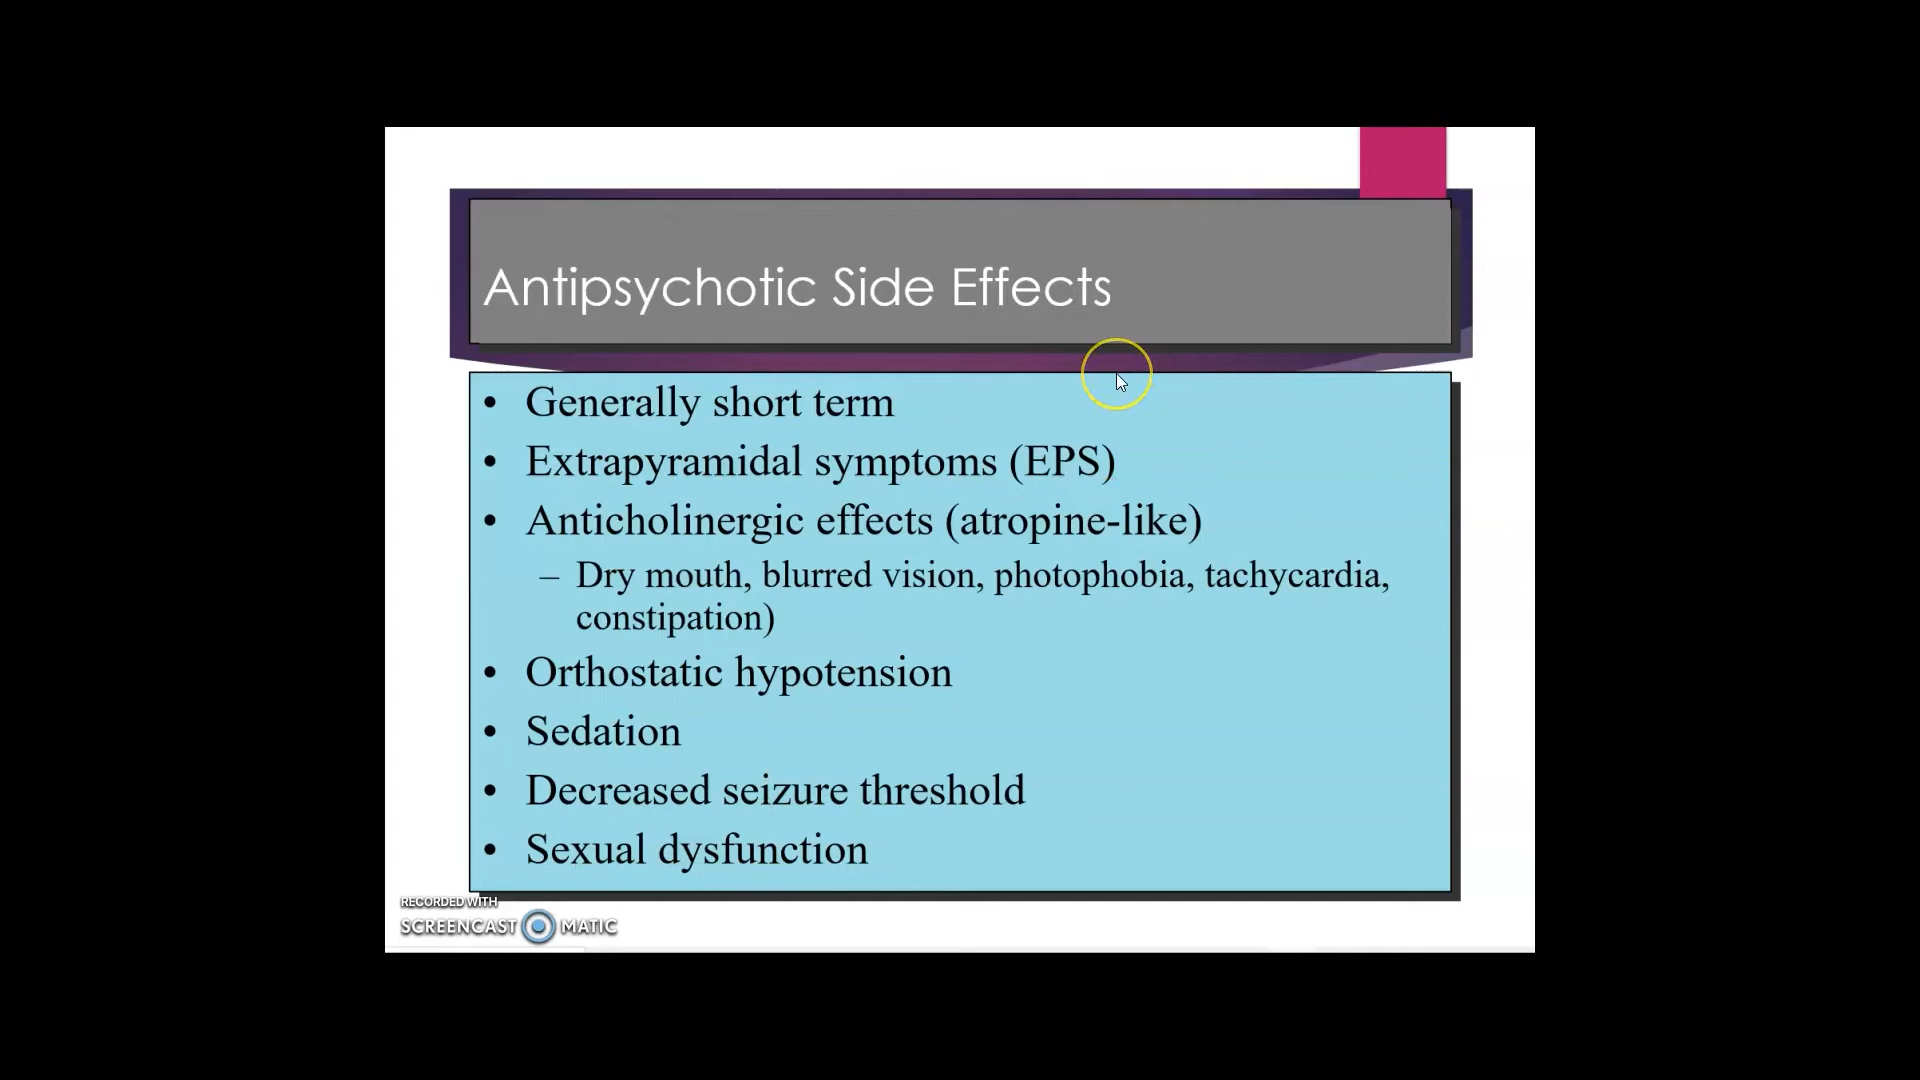 Antipsychotic Side Effects
• Generally short term
• Extrapyramidal symptoms (EPS)
• Anticholinergic effects (atropine-like)
– Dry mouth, blurred vision, photophobia, tachycardia,
constipation)
• Orthostatic hypotension
• Sedation
• Decreased seizure threshold
• Sexual dysfunction
RECORDED WITH
SCREENCAST MATIC